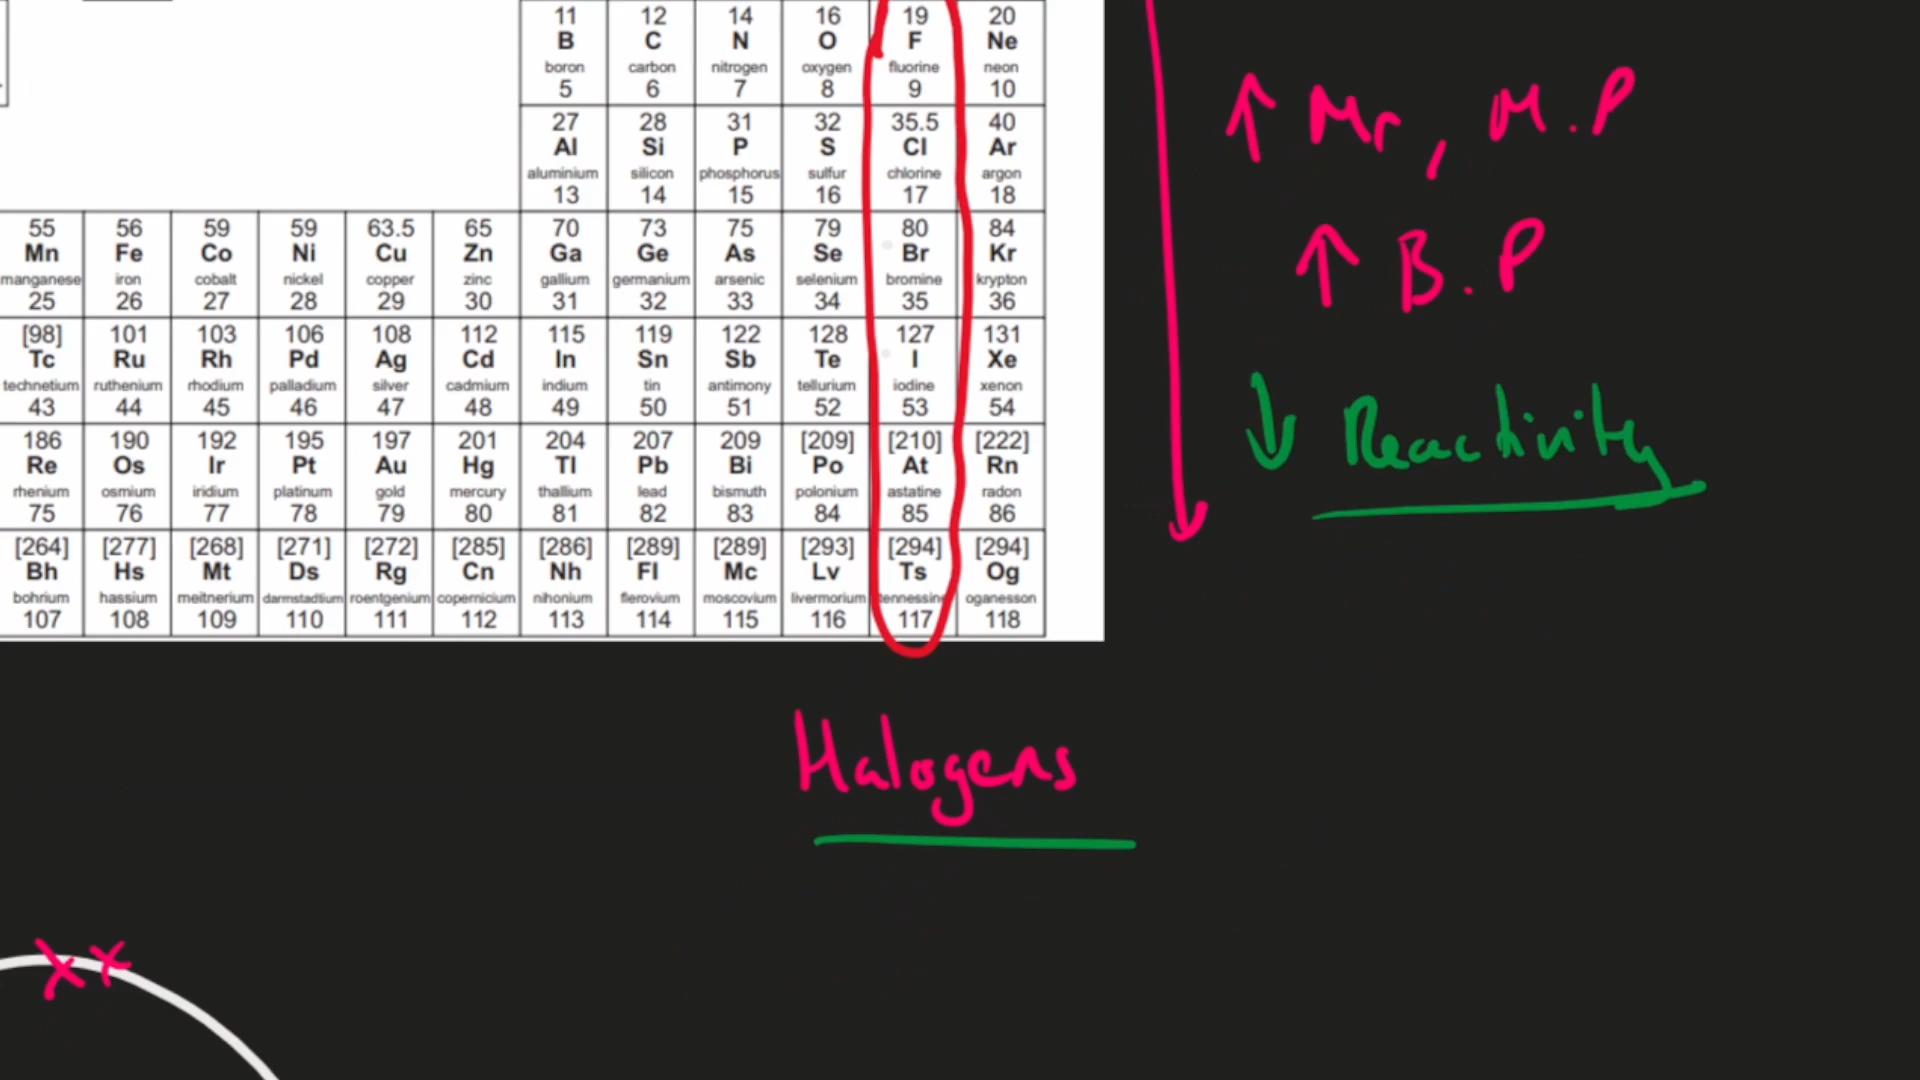 11 12 14 16 19 20
B C N O F Ne
boron carbon nitrogen oxygen fluorine neon
5 6 7 8 9 10
27 28 31 32 35.5 40
Al Si P S Cl Ar
aluminium silicon phosphorus sulfur chlorine argon
13 14 15 16 17 18
55 56 59 59 63.5 65 70 73 75 79 80 84
Mn Fe Co Ni Cu Zn Ga Ge As Se Br Kr
manganese iron cobalt nickel copper zinc gallium germanium arsenic selenium bromine krypton
25 26 27 28 29 30 31 32 33 34 35 36
[98] 101 103 106 108 112 115 119 122 128 127 131
Tc Ru Rh Pd Ag Cd In Sn Sb Te I Xe
technetium ruthenium rhodium palladium silver cadmium indium tin antimony tellurium iodine xenon
43 44 45 46 47 48 49 50 51 52 53 54
186 190 192 195 197 201 204 207 209 [209] [210] [222]
Re Os Ir Pt Au Hg Tl Pb Bi Po At Rn
rhenium osmium iridium platinum gold mercury thallium lead bismuth polonium astatine radon
75 76 77 78 79 80 81 82 83 84 85 86
[264] [277] [268] [271] [272] [285] [286] [289] [289] [293] [294] [294]
Bh Hs Mt Ds Rg Cn Nh Fl Mc Lv Ts Og
bohrium hassium meitnerium darmstadtium roentgenium copernicium nihonium flerovium moscovium livermorium tennessine oganesson
107 108 109 110 111 112 113 114 115 116 117 118
↑ Mr, M.P
↑ B.P
↓ Reactivity
Halogens